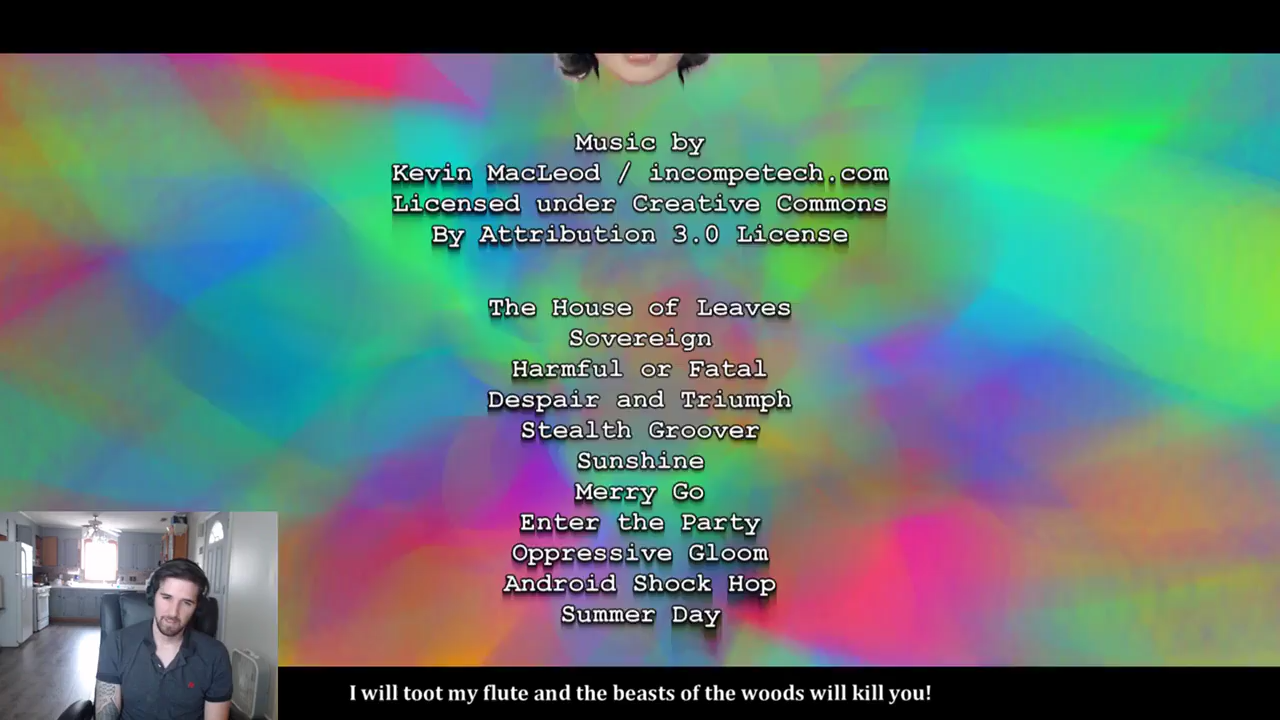 Music by
Kevin MacLeod / incompetech.com
Licensed under Creative Commons
By Attribution 3.0 License
The House of Leaves
Sovereign
Harmful or Fatal
Despair and Triumph
Stealth Groover
Sunshine
Merry Go
Enter the Party
Oppressive Gloom
Android Shock Hop
Summer Day
I will toot my flute and the beasts of the woods will kill you!